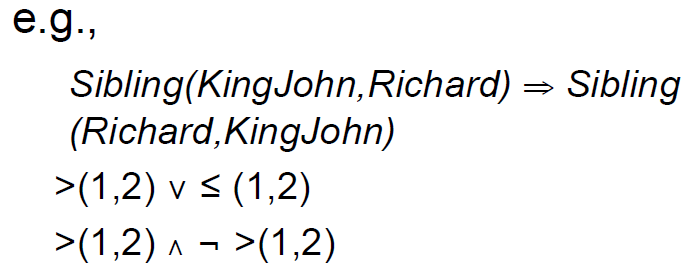 e.g.,
Sibling(KingJohn,Richard) ⇒ Sibling
(Richard,KingJohn)
>(1,2) ∨ ≤ (1,2)
>(1,2) ∧ ¬ >(1,2)